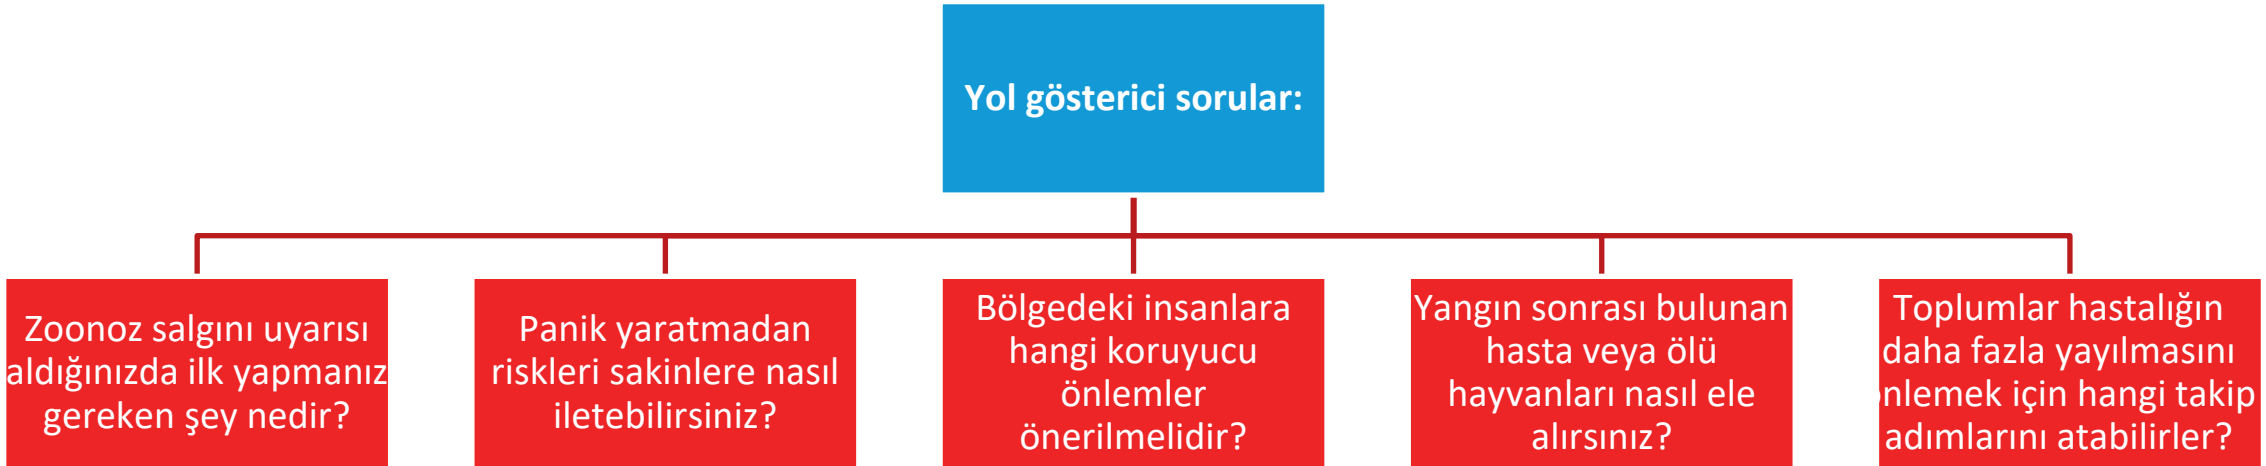 Yol gösterici sorular:
Zoonoz salgını uyarısı
aldığınızda ilk yapmanız
gereken şey nedir?
Panik yaratmadan
riskleri sakinlere nasıl
iletebilirsiniz?
Bölgedeki insanlara
hangi koruyucu
önlemler
önerilmelidir?
Yangın sonrası bulunan
hasta veya ölü
hayvanları nasıl ele
alırsınız?
Toplumlar hastalığın
daha fazla yayılmasını
önlemek için hangi takip
adımlarını atabilirler?